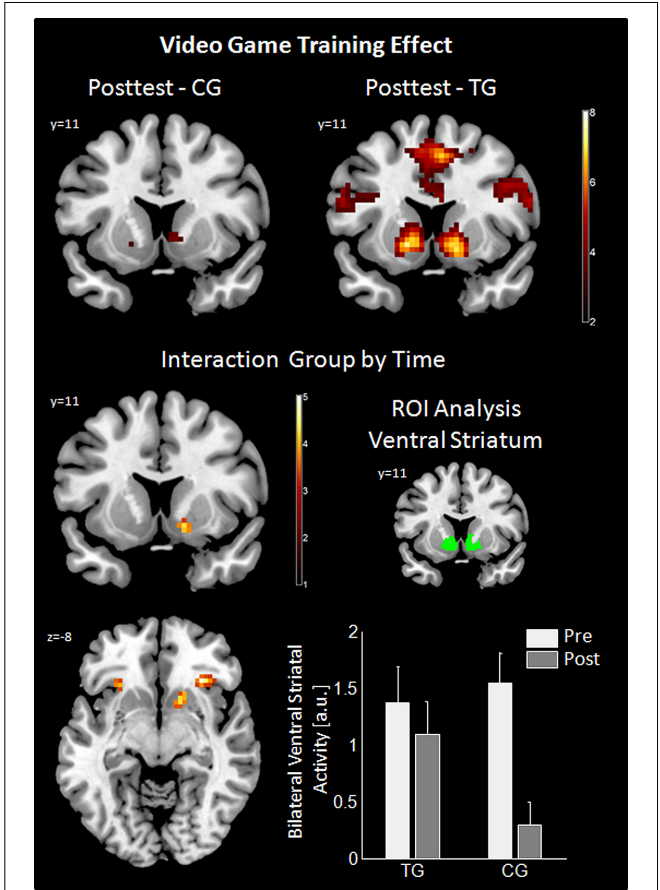 Video Game Training Effect
Posttest - CG
Posttest - TG
y=11
y=11
8
6
4
2
Interaction Group by Time
y=11
5
4
3
2
1
ROI Analysis
Ventral Striatum
y=11
z=-8
Bilateral Ventral Striatal
Activity [a.u.]
2
1.5
1
0.5
0
Pre
Post
TG
CG